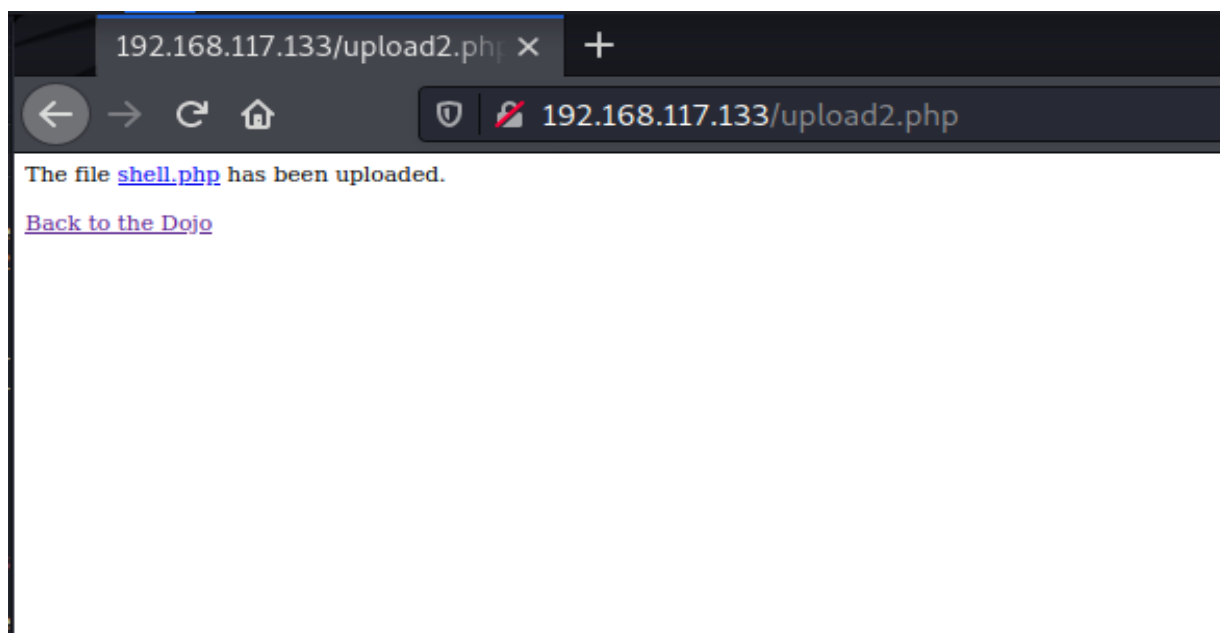 192.168.117.133/upload2.php
192.168.117.133/upload2.php
The file shell.php has been uploaded.
Back to the Dojo